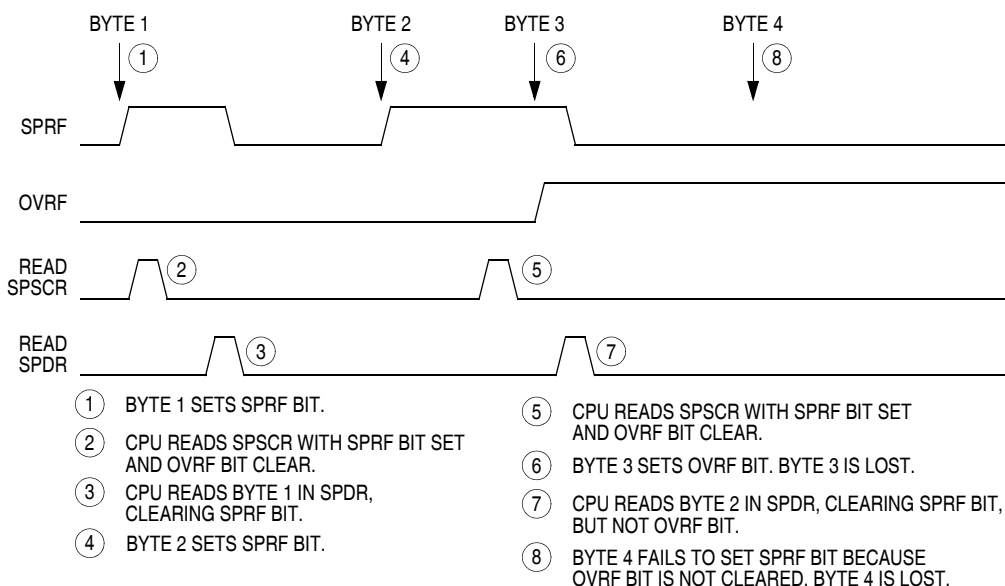 BYTE 1 BYTE 2 BYTE 3 BYTE 4
1 4 6 8
SPRF
OVRF
READ
SPSCR
2 5
READ
SPDR
3 7
1 BYTE 1 SETS SPRF BIT.
2 CPU READS SPSCR WITH SPRF BIT SET
AND OVRF BIT CLEAR.
3 CPU READS BYTE 1 IN SPDR,
CLEARING SPRF BIT.
4 BYTE 2 SETS SPRF BIT.
5 CPU READS SPSCR WITH SPRF BIT SET
AND OVRF BIT CLEAR.
6 BYTE 3 SETS OVRF BIT. BYTE 3 IS LOST.
7 CPU READS BYTE 2 IN SPDR, CLEARING SPRF BIT,
BUT NOT OVRF BIT.
8 BYTE 4 FAILS TO SET SPRF BIT BECAUSE
OVRF BIT IS NOT CLEARED. BYTE 4 IS LOST.